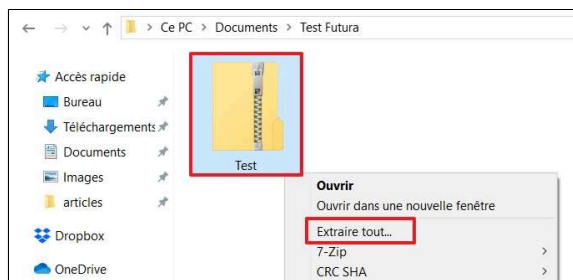 Ce PC > Documents > Test Futura
Accès rapide
Bureau
Téléchargements
Documents
Images
articles
Dropbox
OneDrive
Test
Ouvrir
Ouvrir dans une nouvelle fenêtre
Extraire tout...
7-Zip >
CRC SHA >